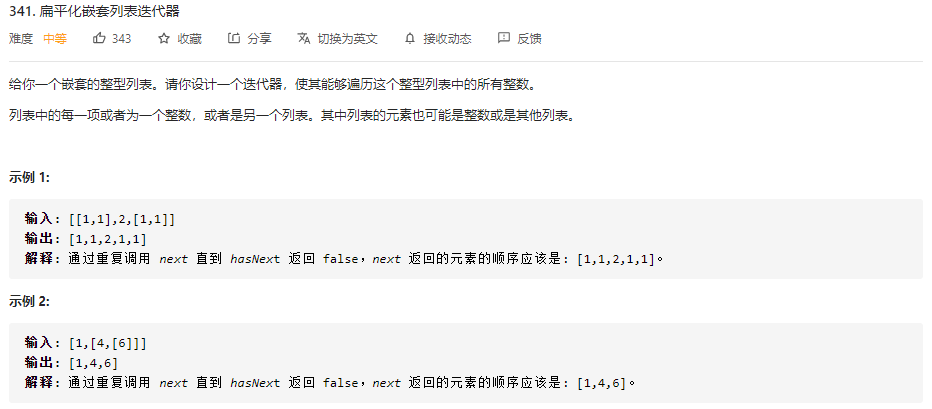 341. 扁平化嵌套列表迭代器
难度 中等 343 收藏 分享 切换为英文 接收动态 反馈
给你一个嵌套的整型列表。请你设计一个迭代器，使其能够遍历这个整型列表中的所有整数。
列表中的每一项或者为一个整数，或者是另一个列表。其中列表的元素也可能是整数或是其他列表。
示例 1:
输入: [[1,1],2,[1,1]]
输出: [1,1,2,1,1]
解释: 通过重复调用 next 直到 hasNext 返回 false，next 返回的元素的顺序应该是: [1,1,2,1,1]。
示例 2:
输入: [1,[4,[6]]]
输出: [1,4,6]
解释: 通过重复调用 next 直到 hasNext 返回 false，next 返回的元素的顺序应该是: [1,4,6]。